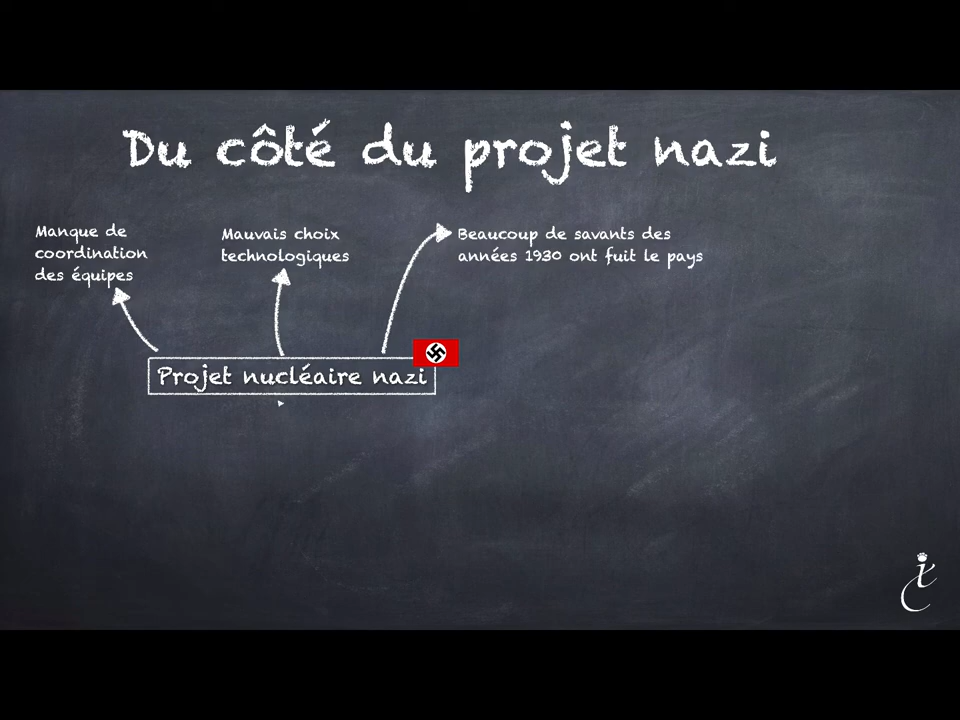 Du côté du projet nazi
Manque de
coordination
des équipes
Mauvais choix
technologiques
Beaucoup de savants des
années 1930 ont fuit le pays
Projet nucléaire nazi